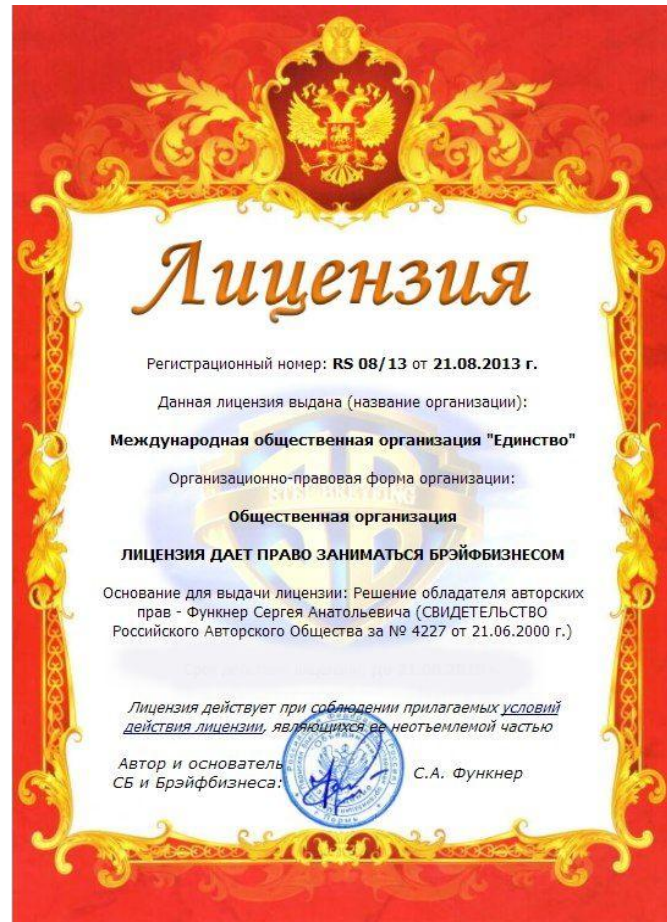 Лицензия
Регистрационный номер: RS 08/13 от 21.08.2013 г.
Данная лицензия выдана (название организации):
Международная общественная организация "Единство"
Организационно-правовая форма организации:
Общественная организация
ЛИЦЕНЗИЯ ДАЕТ ПРАВО ЗАНИМАТЬСЯ БРЭЙФБИЗНЕСОМ
Основание для выдачи лицензии: Решение обладателя авторских
прав - Функнер Сергея Анатольевича (СВИДЕТЕЛЬСТВО
Российского Авторского Общества за № 4227 от 21.06.2000 г.)
Лицензия действует при соблюдении прилагаемых условий
действия лицензии, являющихся ее неотъемлемой частью
Автор и основатель
СБ и Брэйфбизнеса:
С.А. Функнер